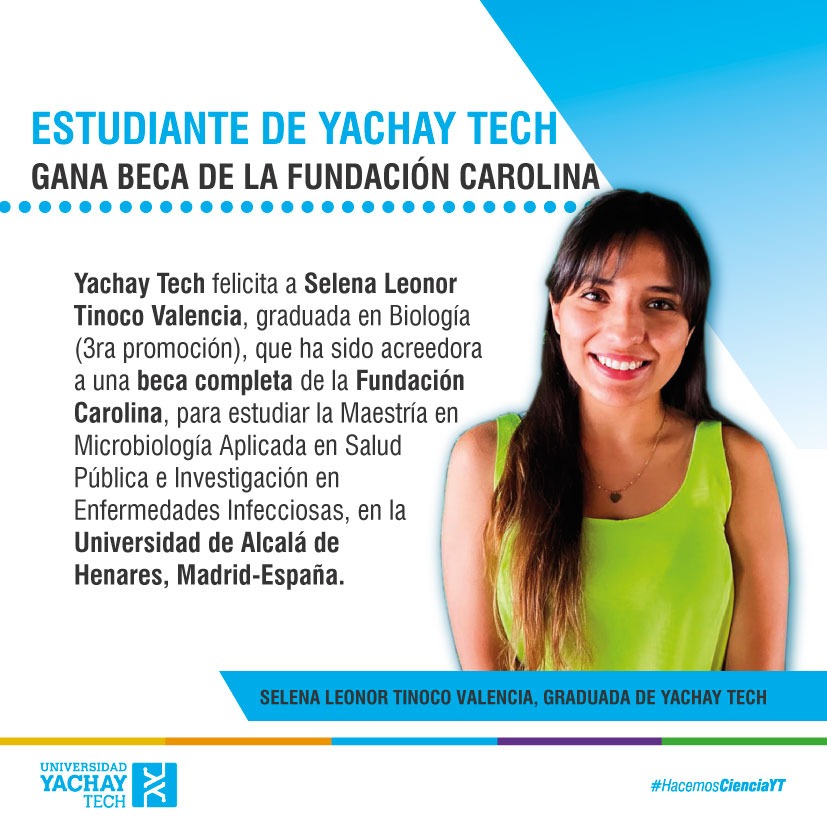 ESTUDIANTE DE YACHAY TECH
GANA BECA DE LA FUNDACIÓN CAROLINA
Yachay Tech felicita a Selena Leonor
Tinoco Valencia, graduada en Biología
(3ra promoción), que ha sido acreedora
a una beca completa de la Fundación
Carolina, para estudiar la Maestría en
Microbiología Aplicada en Salud
Pública e Investigación en
Enfermedades Infecciosas, en la
Universidad de Alcalá de
Henares, Madrid-España.
SELENA LEONOR TINOCO VALENCIA, GRADUADA DE YACHAY TECH
UNIVERSIDAD
YACHAY
TECH
#HacemosCienciaYT